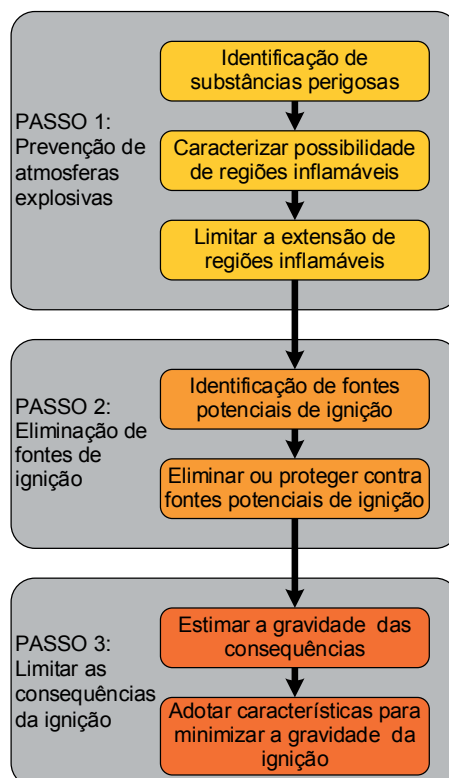 PASSO 1:
Prevenção de
atmosferas
explosivas
Identificação de
substâncias perigosas
Caracterizar possibilidade
de regiões inflamáveis
Limitar a extensão de
regiões inflamáveis
PASSO 2:
Eliminação de
fontes de
ignição
Identificação de fontes
potenciais de ignição
Eliminar ou proteger contra
fontes potenciais de ignição
PASSO 3:
Limitar as
consequências
da ignição
Estimar a gravidade das
consequências
Adotar características para
minimizar a gravidade da
ignição